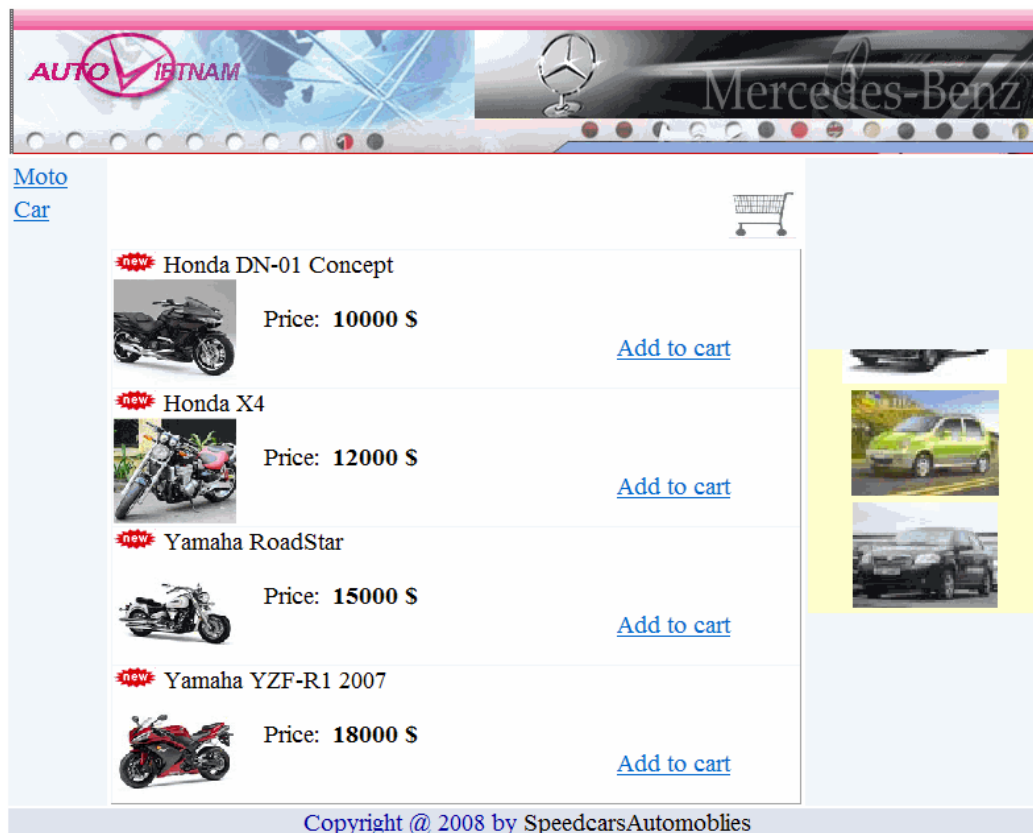 AUTO VIETNAM
Mercedes-Benz
Moto
Car
new Honda DN-01 Concept
Price: 10000 $
Add to cart
new Honda X4
Price: 12000 $
Add to cart
new Yamaha RoadStar
Price: 15000 $
Add to cart
new Yamaha YZF-R1 2007
Price: 18000 $
Add to cart
Copyright @ 2008 by SpeedcarsAutomoblies